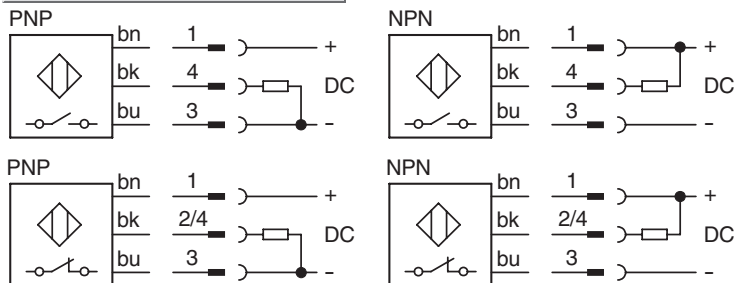 PNP
bn 1 +
bk 4 DC
bu 3 -
NPN
bn 1 +
bk 4 DC
bu 3 -
PNP
bn 1 +
bk 2/4 DC
bu 3 -
NPN
bn 1 +
bk 2/4 DC
bu 3 -